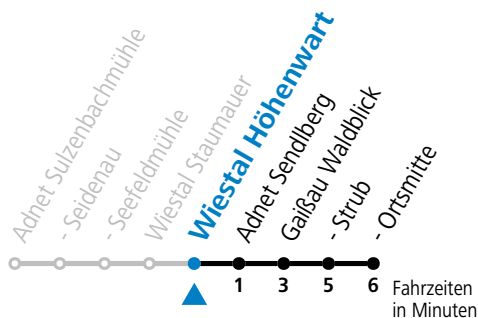 Adnet Sulzenbachmühle
- Seidenau
- Seefeldmühle
Wiestal Staumauer
Wiestal Höhenwart
Adnet Sendlberg
Gaißau Waldblick
- Strub
- Ortsmitte
1 3 5 6 Fahrzeiten
in Minuten